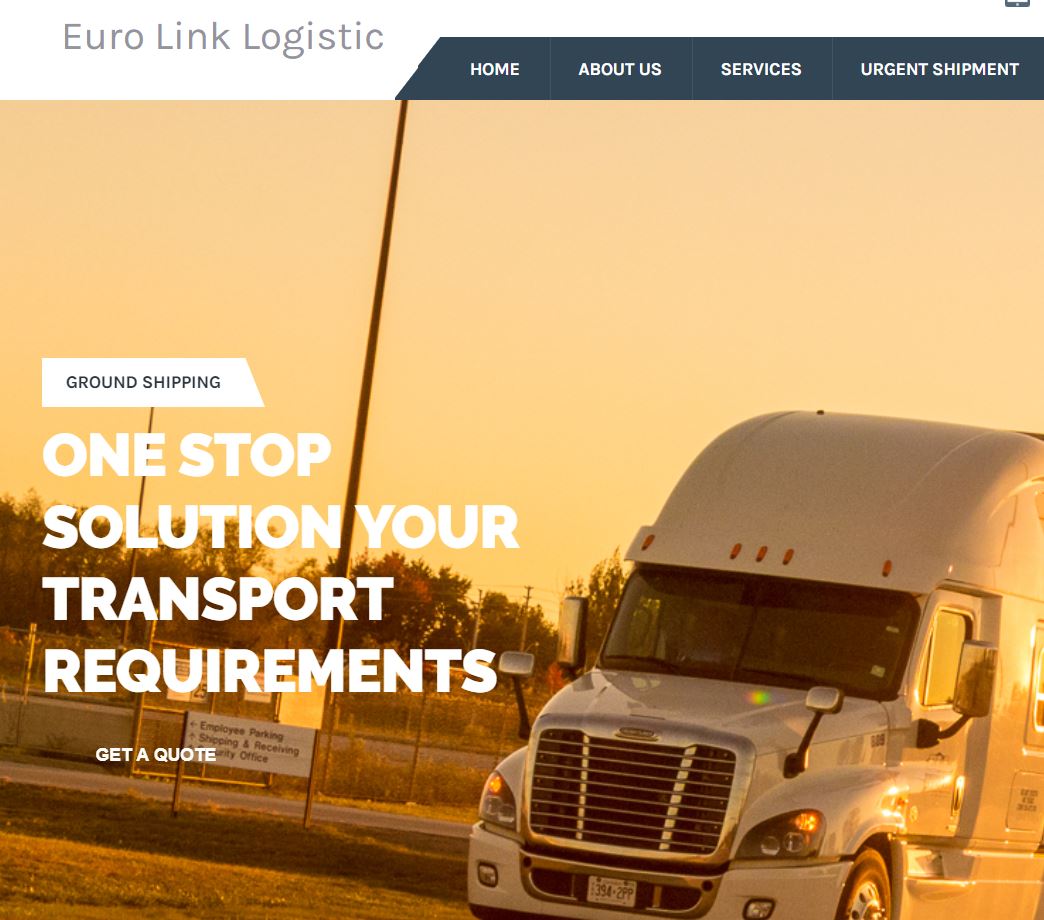 Euro Link Logistic
HOME
ABOUT US
SERVICES
URGENT SHIPMENT
GROUND SHIPPING
ONE STOP
SOLUTION YOUR
TRANSPORT
REQUIREMENTS
GET A QUOTE
← Employee Parking
Shipping & Receiving
Office
394·2PP